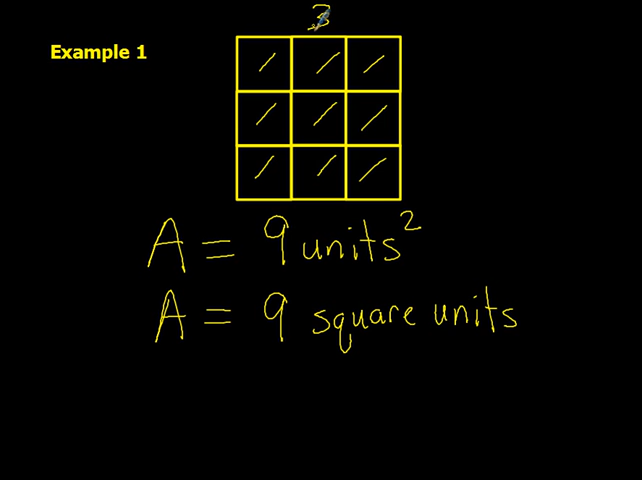 3
Example 1
A = 9 units²
A = 9 square units